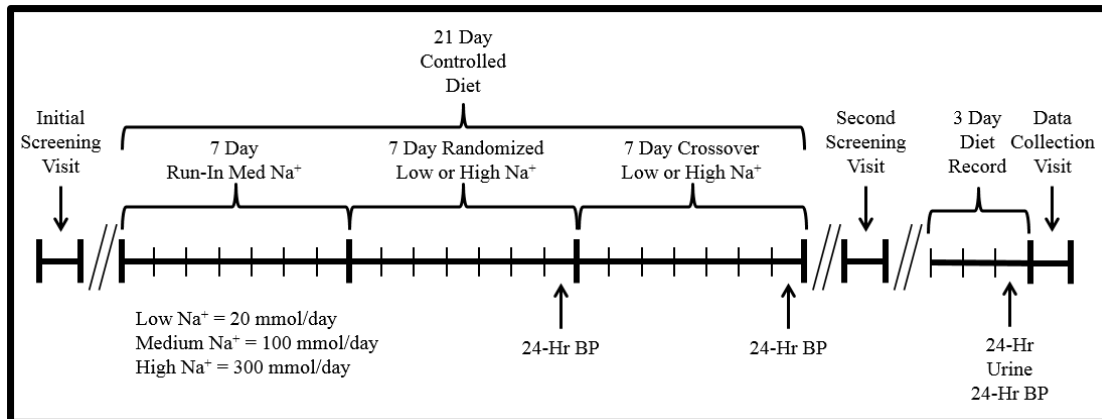 21 Day
Controlled
Diet
Initial
Screening
Visit
7 Day
Run-In Med Na⁺
7 Day Randomized
Low or High Na⁺
7 Day Crossover
Low or High Na⁺
Second
Screening
Visit
3 Day
Diet
Record
Data
Collection
Visit
Low Na⁺ = 20 mmol/day
Medium Na⁺ = 100 mmol/day
High Na⁺ = 300 mmol/day
24-Hr BP
24-Hr BP
24-Hr
Urine
24-Hr BP